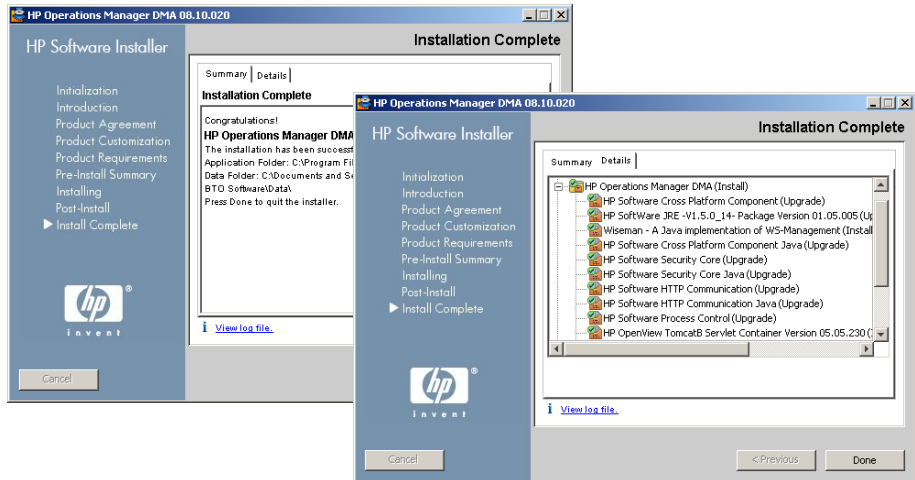 HP Operations Manager DMA 08.10.020
HP Software Installer
Installation Complete
Initialization
Introduction
Product Agreement
Product Customization
Product Requirements
Pre-Install Summary
Installing
Post-Install
Install Complete
hp
®
invent
Cancel
Summary
Details
Installation Complete
Congratulations!
HP Operations Manager DMA
The installation has been
Application Folder: C:\Program
Data Folder: C:\Documents and
BTO Software\Data\
Press Done to quit the installer.
i View log file.
HP Operations Manager DMA 08.10.020
HP Software Installer
Installation Complete
Initialization
Introduction
Product Agreement
Product Customization
Product Requirements
Pre-Install Summary
Installing
Post-Install
Install Complete
hp
®
invent
Cancel
Summary
Details
HP Operations Manager DMA (Install)
HP Software Cross Platform Component (Upgrade)
HP SoftWare JRE -V1.5.0_14- Package Version 01.05.005
Wiseman - A Java implementation of WS-Management (Install
HP Software Cross Platform Component Java (Upgrade)
HP Software Security Core (Upgrade)
HP Software Security Core Java (Upgrade)
HP Software HTTP Communication (Upgrade)
HP Software HTTP Communication Java (Upgrade)
HP Software Process Control (Upgrade)
HP OpenView TomcatB Servlet Container Version 05.05.230
i View log file.
< Previous
Done